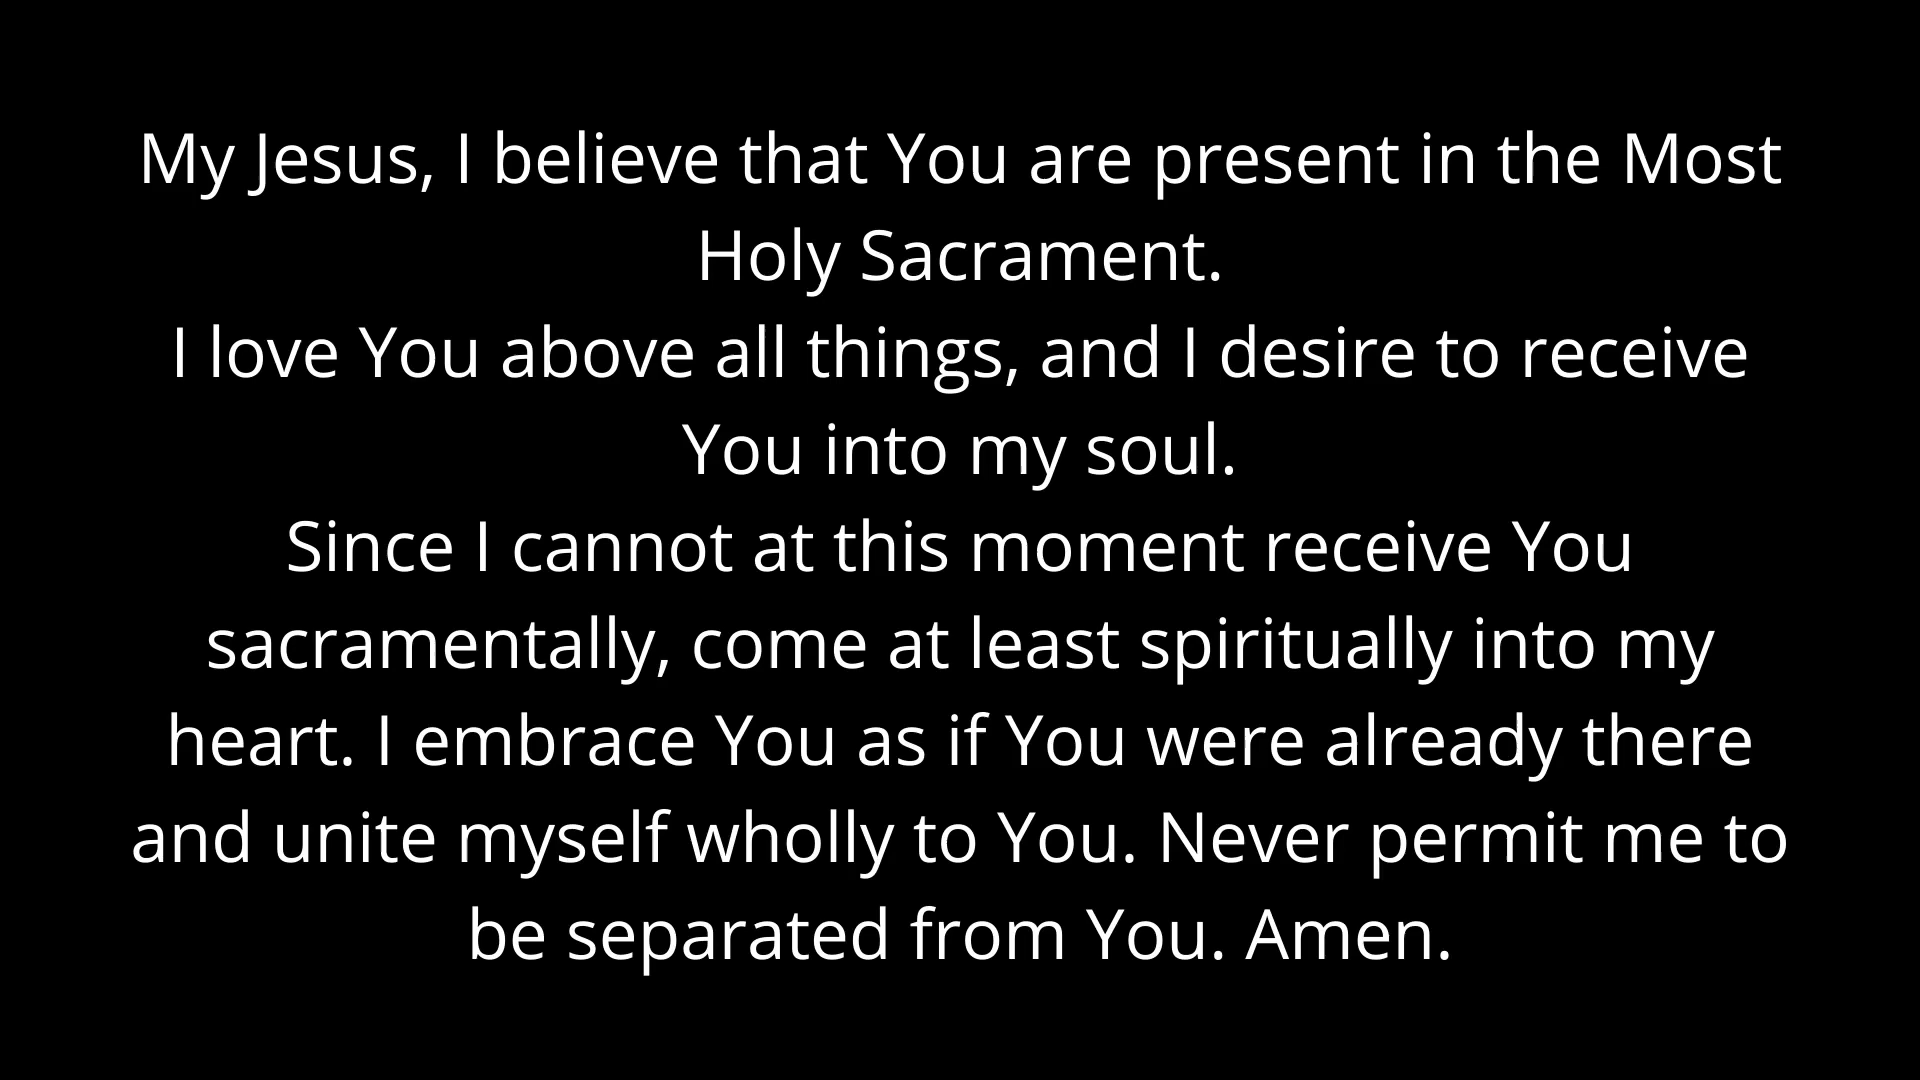 My Jesus, I believe that You are present in the Most
Holy Sacrament.
I love You above all things, and I desire to receive
You into my soul.
Since I cannot at this moment receive You
sacramentally, come at least spiritually into my
heart. I embrace You as if You were already there
and unite myself wholly to You. Never permit me to
be separated from You. Amen.